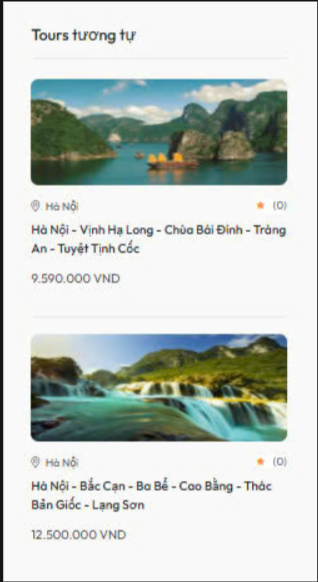 Tours tương tự
Hà Nội (0)
Hà Nội - Vịnh Hạ Long - Chùa Bái Đính - Tràng
An - Tuyệt Tịnh Cốc
9.590.000 VND
Hà Nội (0)
Hà Nội - Bắc Cạn - Ba Bể - Cao Bằng - Thác
Bản Giốc - Lạng Sơn
12.500.000 VND